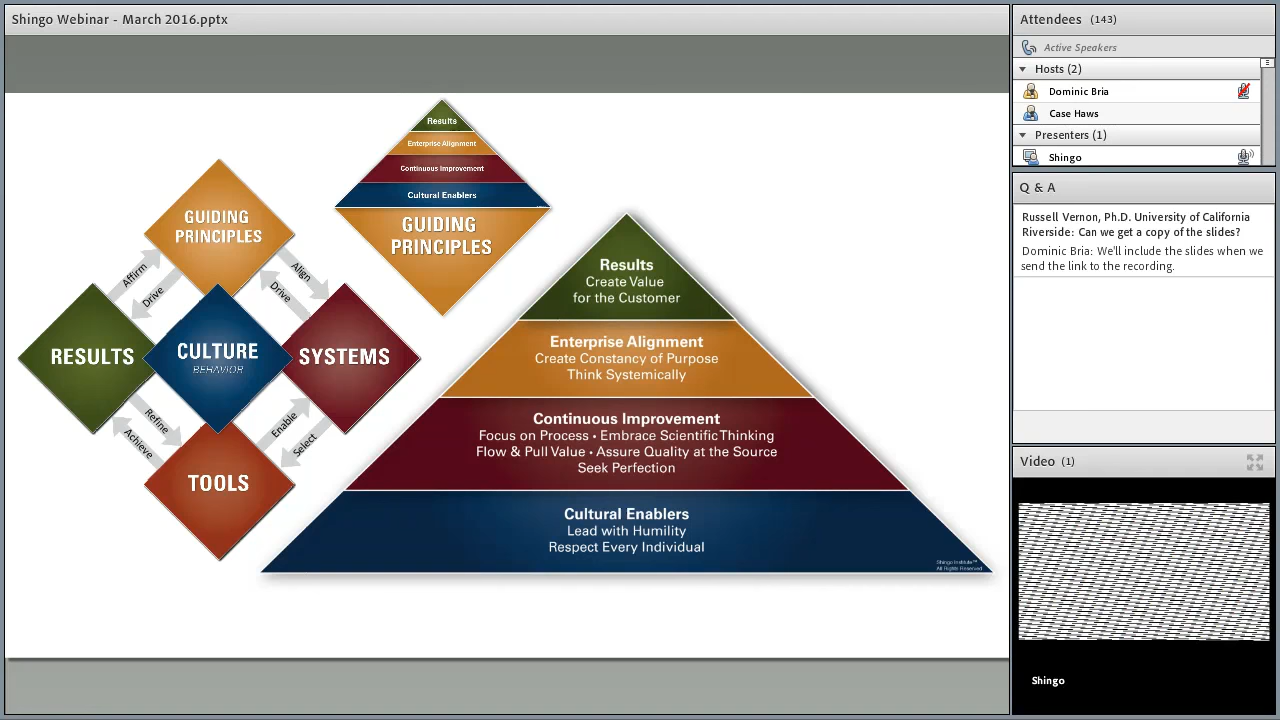 Shingo Webinar - March 2016.pptx
Results
Enterprise Alignment
Continuous Improvement
Cultural Enablers
GUIDING
PRINCIPLES
GUIDING
PRINCIPLES
Affirm
Drive
Align
Drive
RESULTS
CULTURE
BEHAVIOR
SYSTEMS
Refine
Achieve
Enable
Select
TOOLS
Results
Create Value
for the Customer
Enterprise Alignment
Create Constancy of Purpose
Think Systemically
Continuous Improvement
Focus on Process • Embrace Scientific Thinking
Flow & Pull Value • Assure Quality at the Source
Seek Perfection
Cultural Enablers
Lead with Humility
Respect Every Individual
Shingo Institute™
All Rights Reserved
Attendees (143)
Active Speakers
Hosts (2)
Dominic Bria
Case Haws
Presenters (1)
Shingo
Q & A
Russell Vernon, Ph.D. University of California
Riverside: Can we get a copy of the slides?
Dominic Bria: We'll include the slides when we
send the link to the recording.
Video (1)
Shingo